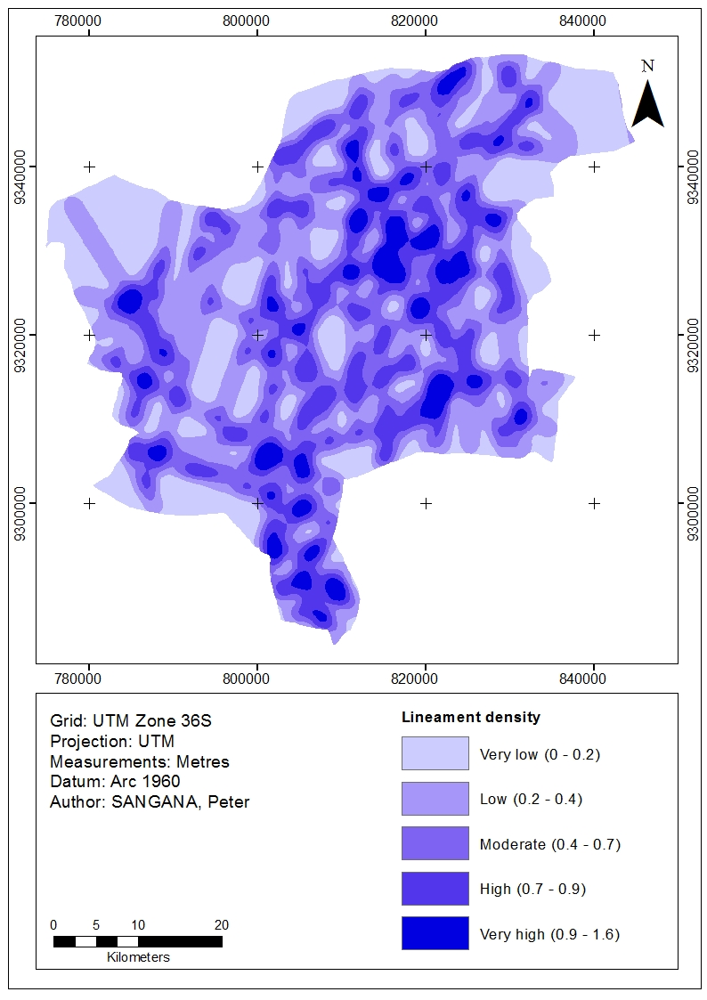 780000 800000 820000 840000
N
9340000 9340000
9320000 9320000
9300000 9300000
780000 800000 820000 840000
Grid: UTM Zone 36S
Projection: UTM
Measurements: Metres
Datum: Arc 1960
Author: SANGANA, Peter
0 5 10 20
Kilometers
Lineament density
Very low (0 - 0.2)
Low (0.2 - 0.4)
Moderate (0.4 - 0.7)
High (0.7 - 0.9)
Very high (0.9 - 1.6)